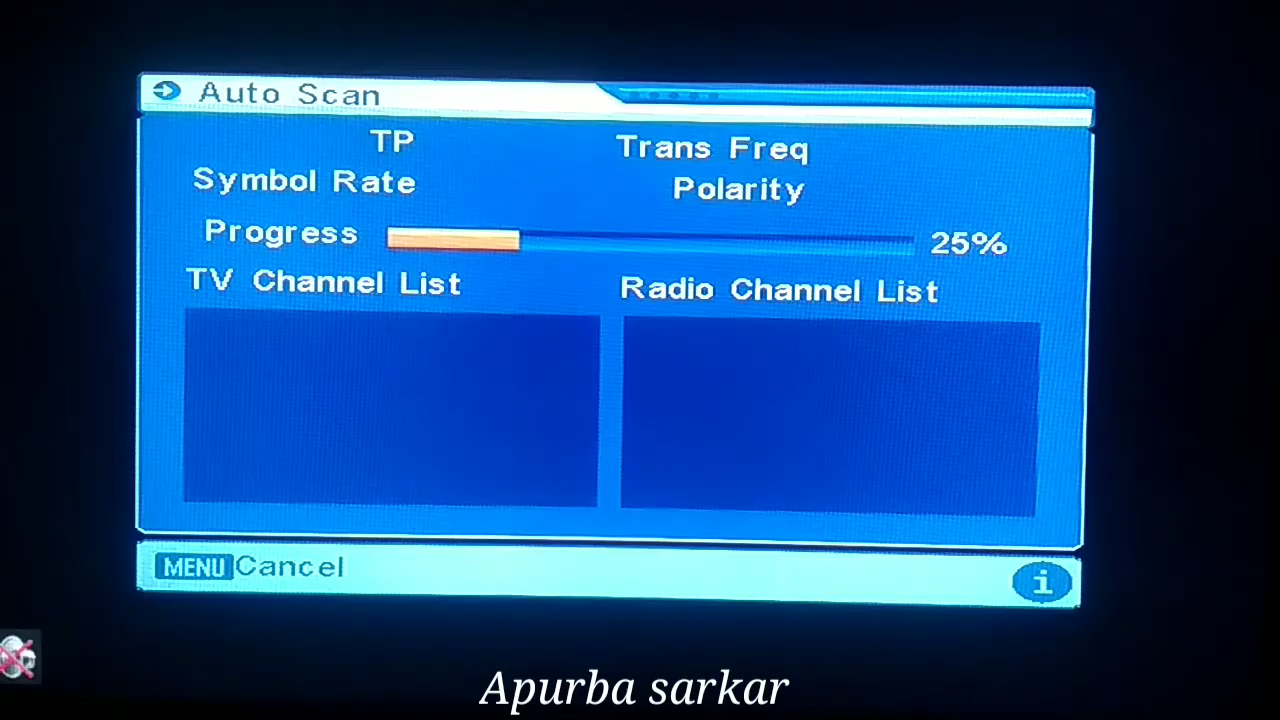 Auto Scan
TP
Trans Freq
Symbol Rate
Polarity
Progress
25%
TV Channel List
Radio Channel List
MENU Cancel
i
Apurba sarkar